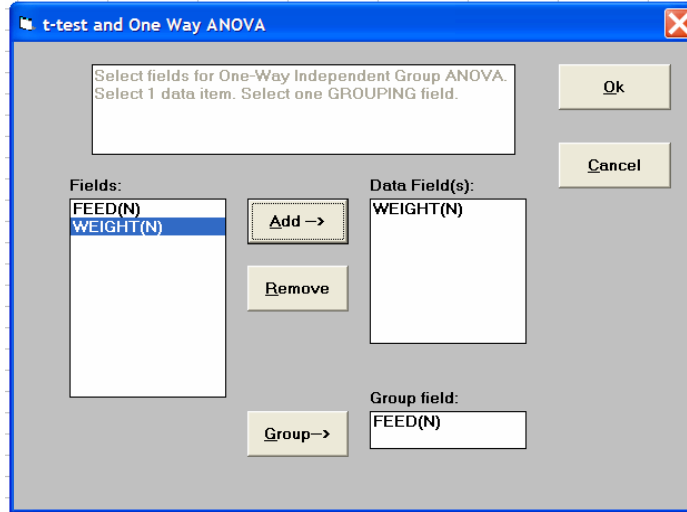 t-test and One Way ANOVA
Select fields for One-Way Independent Group ANOVA.
Select 1 data item. Select one GROUPING field.
Ok
Cancel
Fields:
FEED(N)
WEIGHT(N)
Add -->
Remove
Data Field(s):
WEIGHT(N)
Group-->
Group field:
FEED(N)